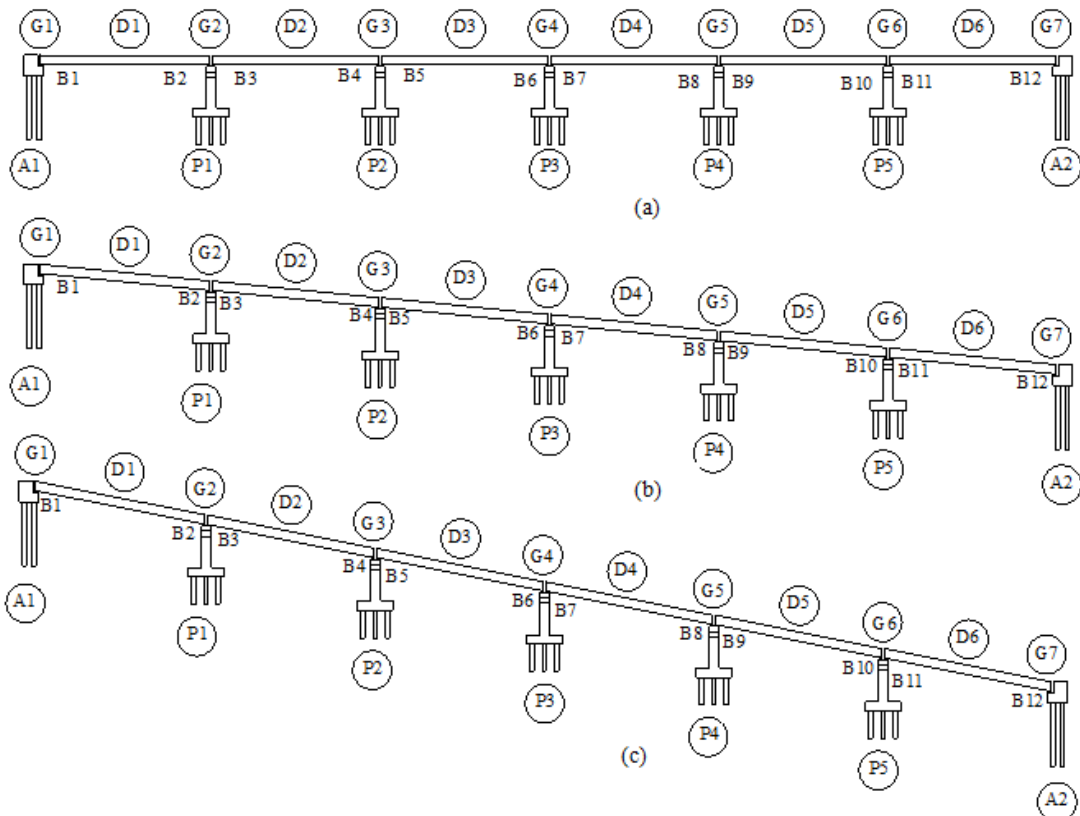 G1 D1 G2 D2 G3 D3 G4 D4 G5 D5 G6 D6 G7
B1 B2 B3 B4 B5 B6 B7 B8 B9 B10 B11 B12
A1 P1 P2 P3 P4 P5 A2
(a)
G1 D1 G2 D2 G3 D3 G4 D4 G5 D5 G6 D6 G7
B1 B2 B3 B4 B5 B6 B7 B8 B9 B10 B11 B12
A1 P1 P2 P3 P4 P5 A2
(b)
G1 D1 G2 D2 G3 D3 G4 D4 G5 D5 G6 D6 G7
B1 B2 B3 B4 B5 B6 B7 B8 B9 B10 B11 B12
A1 P1 P2 P3 P4 P5 A2
(c)